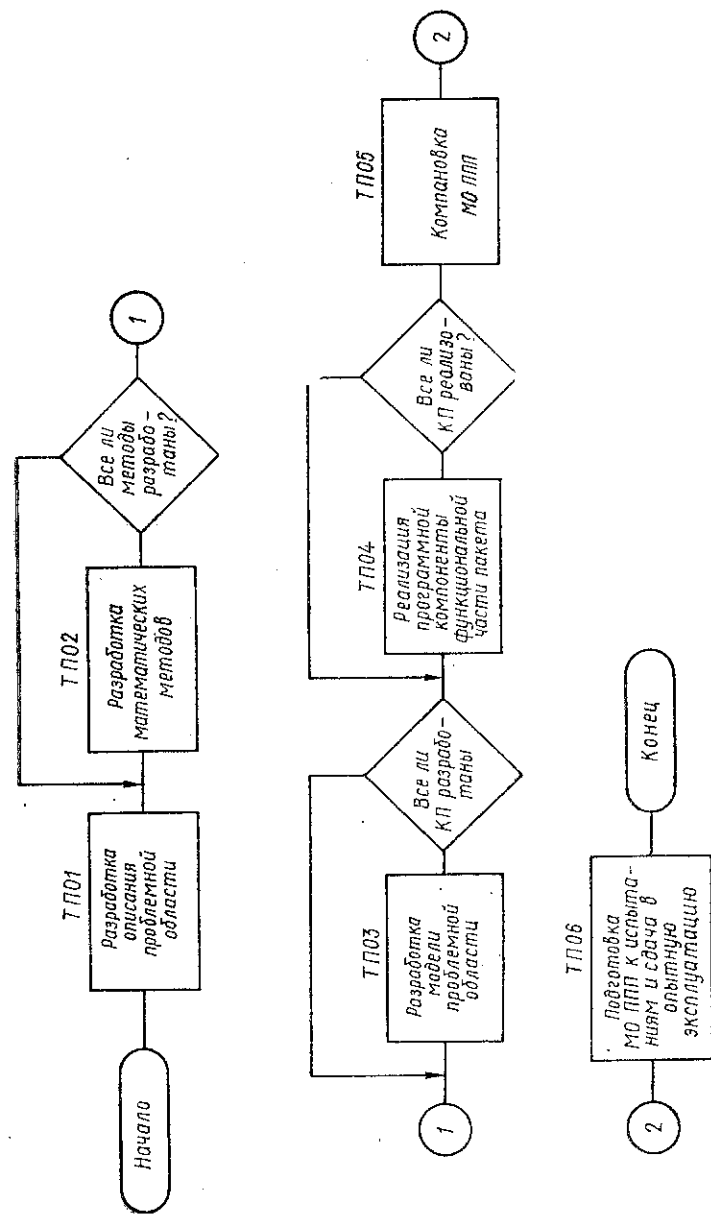 Начало
ТП01
Разработка
описания
проблемной
области
ТП02
Разработка
математических
методов
Все ли
методы
разрабо-
таны?
1
1
ТП03
Разработка
модели
проблемной
области
Все ли
КП разрабо-
таны
ТП04
Реализация
программной
компоненты
функциональной
части пакета
Все ли
КП реализо-
ваны?
ТП05
Компановка
МО ППП
2
2
ТП06
Подготовка
МО ППП к испыта-
ниям и сдача в
опытную
эксплуатацию
Конец